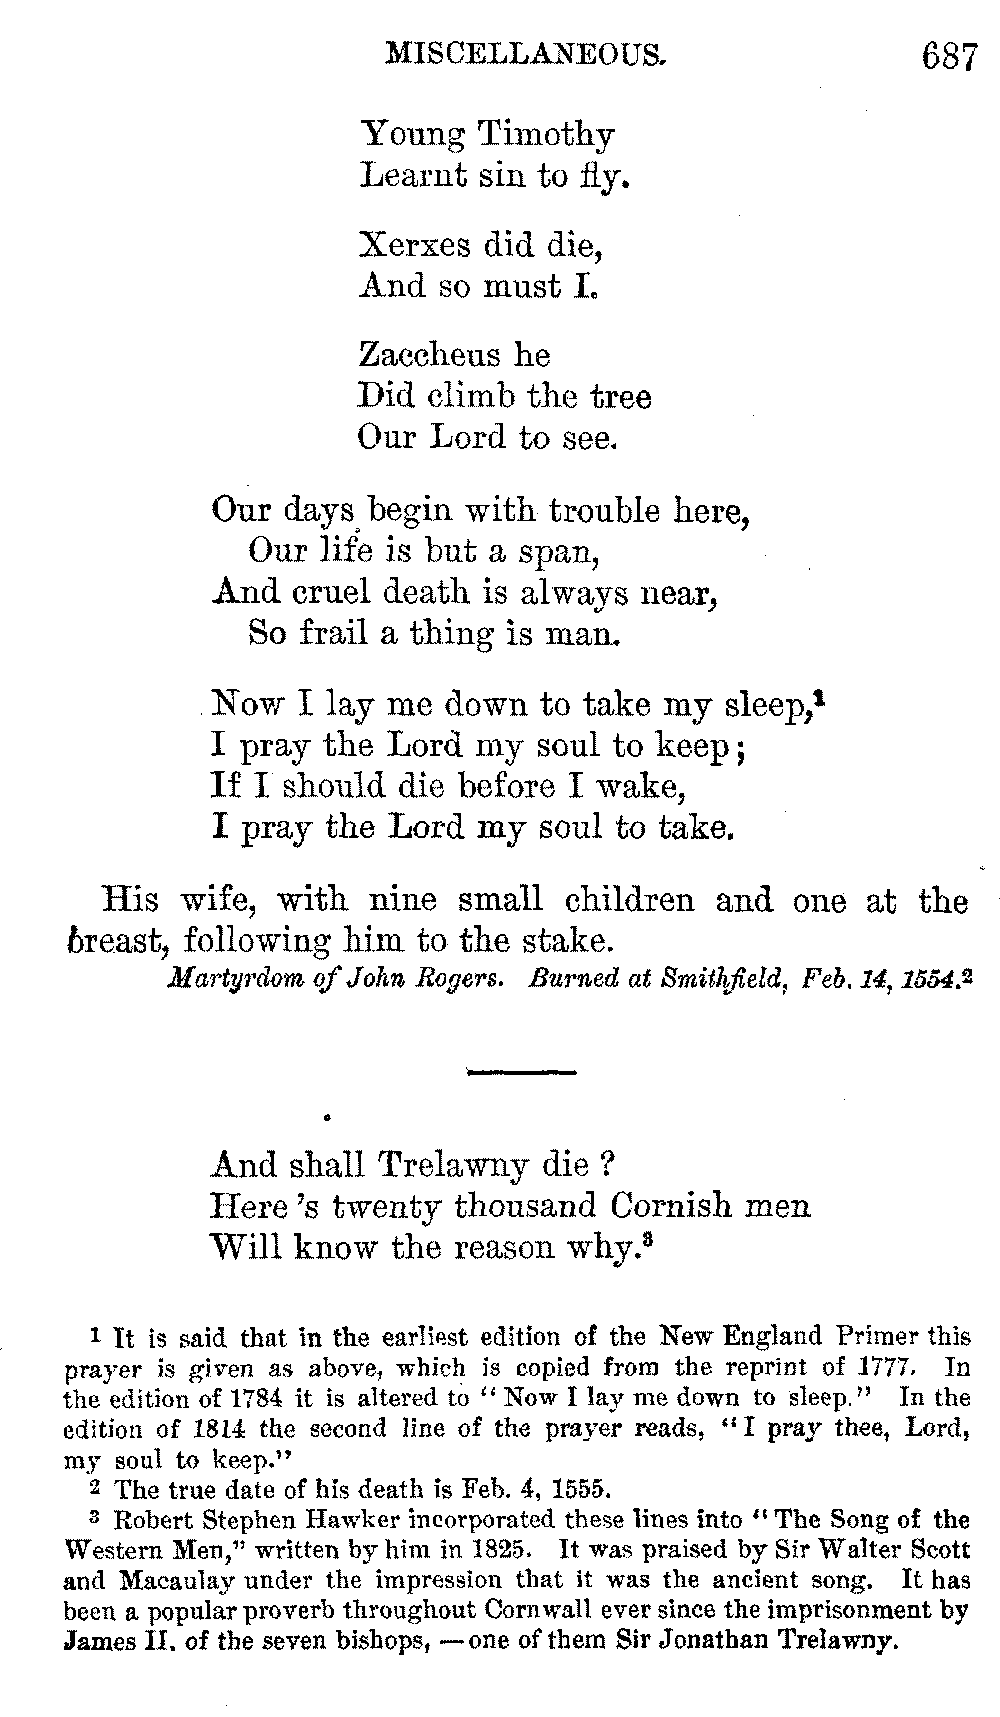 MISCELLANEOUS. 687
Young Timothy
Learnt sin to fly.
Xerxes did die,
And so must I.
Zaccheus he
Did climb the tree
Our Lord to see.
Our days begin with trouble here,
Our life is but a span,
And cruel death is always near,
So frail a thing is man.
Now I lay me down to take my sleep,¹
I pray the Lord my soul to keep;
If I should die before I wake,
I pray the Lord my soul to take.
His wife, with nine small children and one at the
breast, following him to the stake.
Martyrdom of John Rogers. Burned at Smithfield, Feb. 14, 1554.²
And shall Trelawny die ?
Here 's twenty thousand Cornish men
Will know the reason why.³
1 It is said that in the earliest edition of the New England Primer this
prayer is given as above, which is copied from the reprint of 1777. In
the edition of 1784 it is altered to “Now I lay me down to sleep.” In the
edition of 1814 the second line of the prayer reads, “I pray thee, Lord,
my soul to keep.”
2 The true date of his death is Feb. 4, 1555.
3 Robert Stephen Hawker incorporated these lines into “The Song of the
Western Men,” written by him in 1825. It was praised by Sir Walter Scott
and Macaulay under the impression that it was the ancient song. It has
been a popular proverb throughout Cornwall ever since the imprisonment by
James II. of the seven bishops, — one of them Sir Jonathan Trelawny.